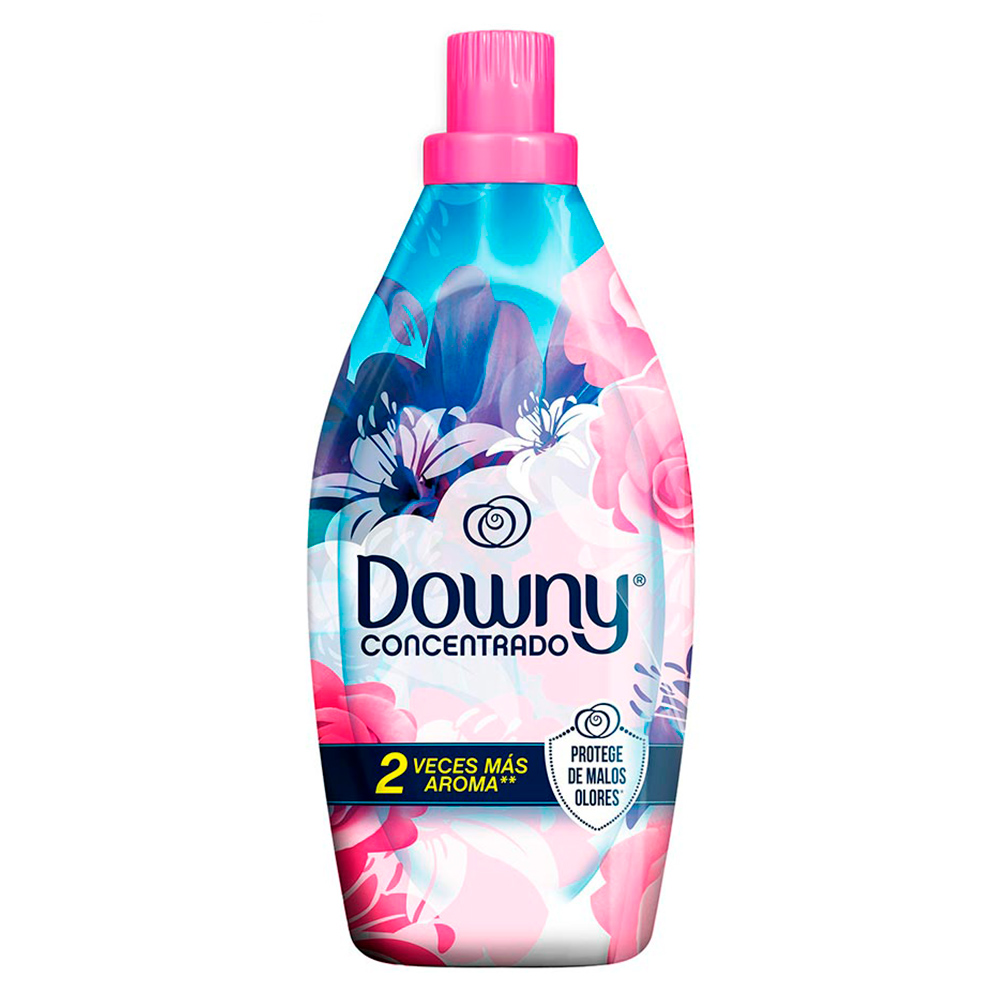 Downy®
CONCENTRADO
2 VECES MÁS
AROMA**
PROTEGE
DE MALOS
OLORES*